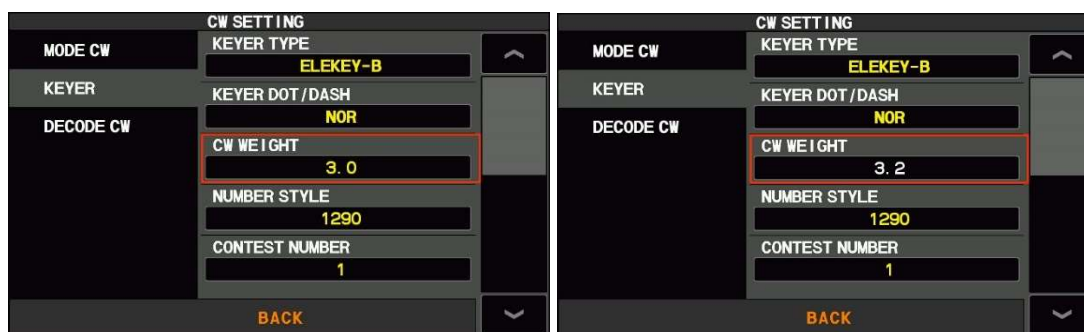 CW SETTING
MODE CW
KEYER
DECODE CW
KEYER TYPE
ELEKEY-B
KEYER DOT/DASH
NOR
CW WEIGHT
3.0
NUMBER STYLE
1290
CONTEST NUMBER
1
BACK
CW SETTING
MODE CW
KEYER
DECODE CW
KEYER TYPE
ELEKEY-B
KEYER DOT/DASH
NOR
CW WEIGHT
3.2
NUMBER STYLE
1290
CONTEST NUMBER
1
BACK